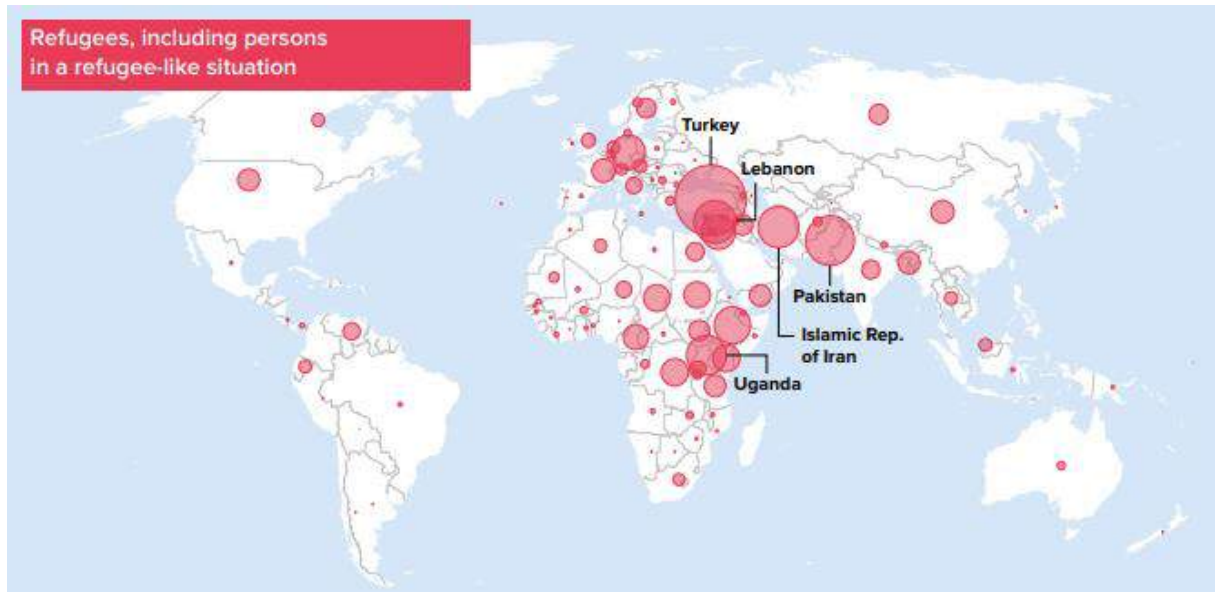 Refugees, including persons
in a refugee-like situation
Turkey
Lebanon
Pakistan
Islamic Rep.
of Iran
Uganda